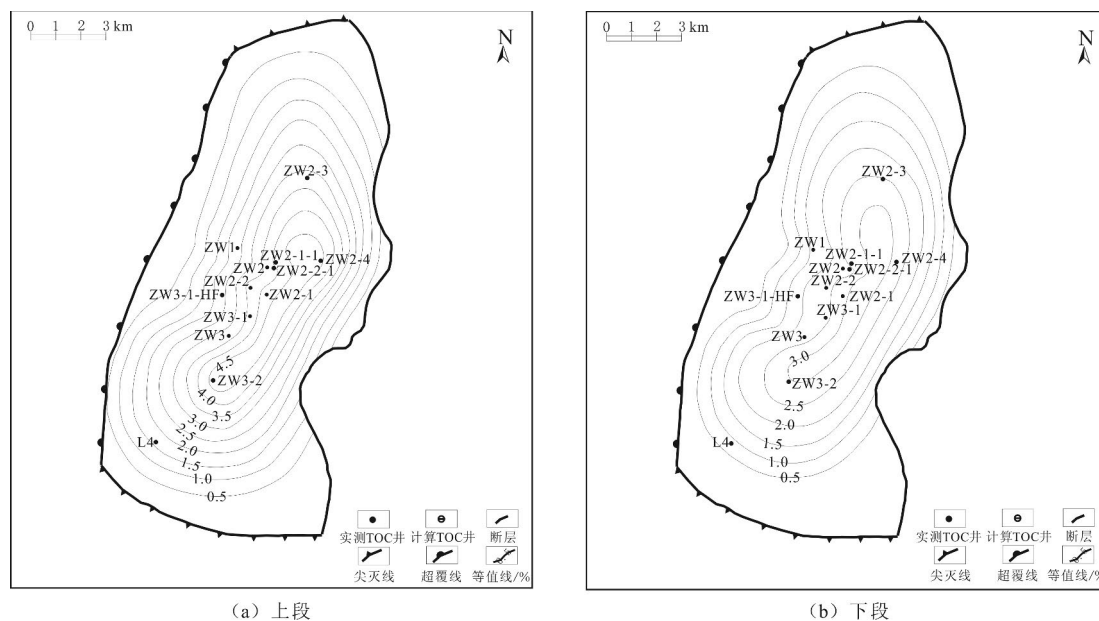 0 1 2 3 km
N
ZW2-3
ZW1
ZW2-1-1
ZW2
ZW2-2-1
ZW2-4
ZW2-2
ZW3-1-HF
ZW2-1
ZW3-1
ZW3
4.5
ZW3-2
4.0
3.5
3.0
2.5
L4
2.0
1.5
1.0
0.5
实测TOC井 计算TOC井 断层
尖灭线 超覆线 等值线/%
(a) 上段
0 1 2 3 km
N
ZW2-3
ZW1
ZW2-1-1
ZW2
ZW2-2-1
ZW2-4
ZW2-2
ZW3-1-HF
ZW2-1
ZW3-1
ZW3
3.0
ZW3-2
2.5
2.0
L4
1.5
1.0
0.5
实测TOC井 计算TOC井 断层
尖灭线 超覆线 等值线/%
(b) 下段